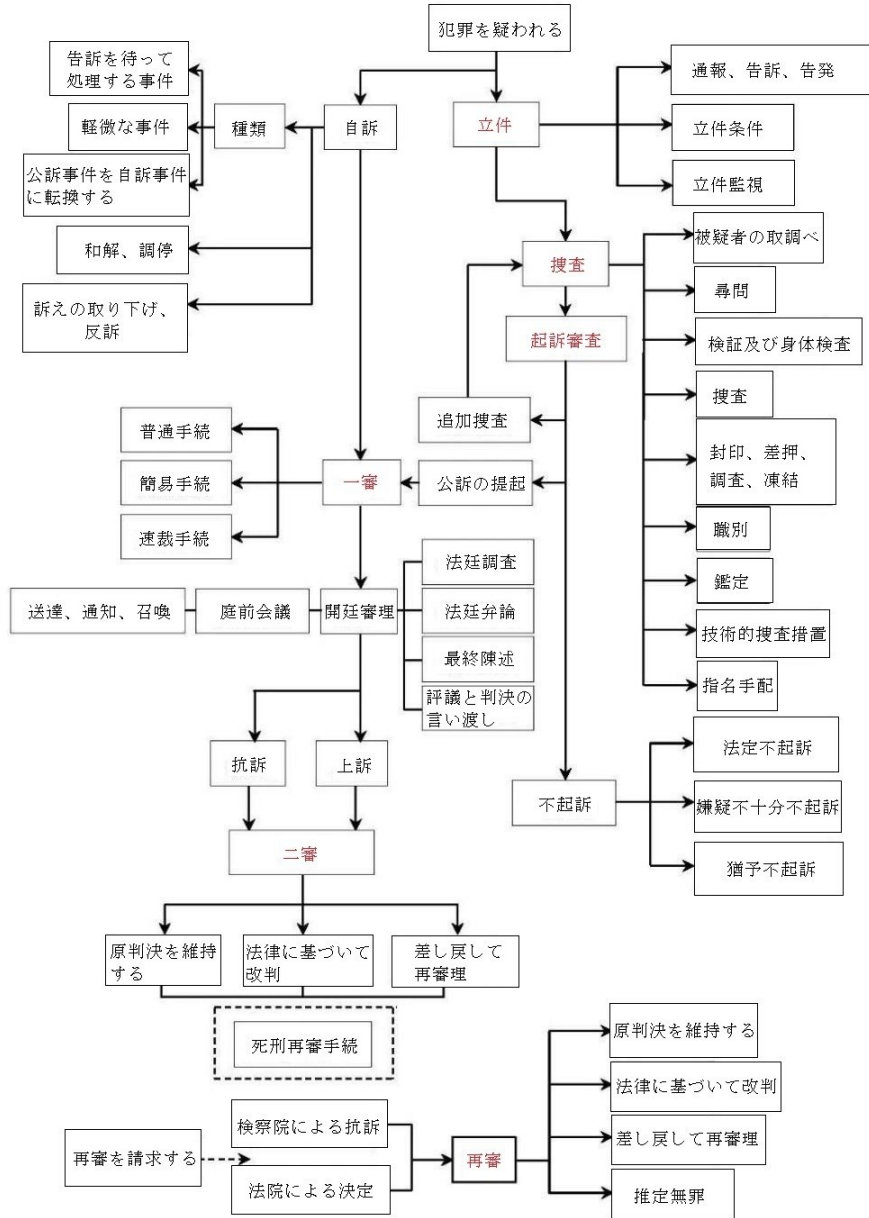 犯罪を疑われる
告訴を待って
処理する事件
軽微な事件
公訴事件を自訴事件
に転換する
種類
自訴
立件
通報、告訴、告発
立件条件
立件監視
和解、調停
訴えの取り下げ、
反訴
捜査
被疑者の取調べ
尋問
検証及び身体検査
捜査
封印、差押、
調査、凍結
職別
鑑定
技術的捜査措置
指名手配
起訴審査
追加捜査
普通手続
簡易手続
速裁手続
一審
公訴の提起
送達、通知、召喚
庭前会議
開廷審理
法廷調査
法廷弁論
最終陳述
評議と判決の
言い渡し
抗訴
上訴
不起訴
法定不起訴
嫌疑不十分不起訴
猶予不起訴
二審
原判決を維持
する
法律に基づいて
改判
差し戻して
再審理
死刑再審手続
再審を請求する
検察院による抗訴
法院による決定
再審
原判決を維持する
法律に基づいて改判
差し戻して再審理
推定無罪